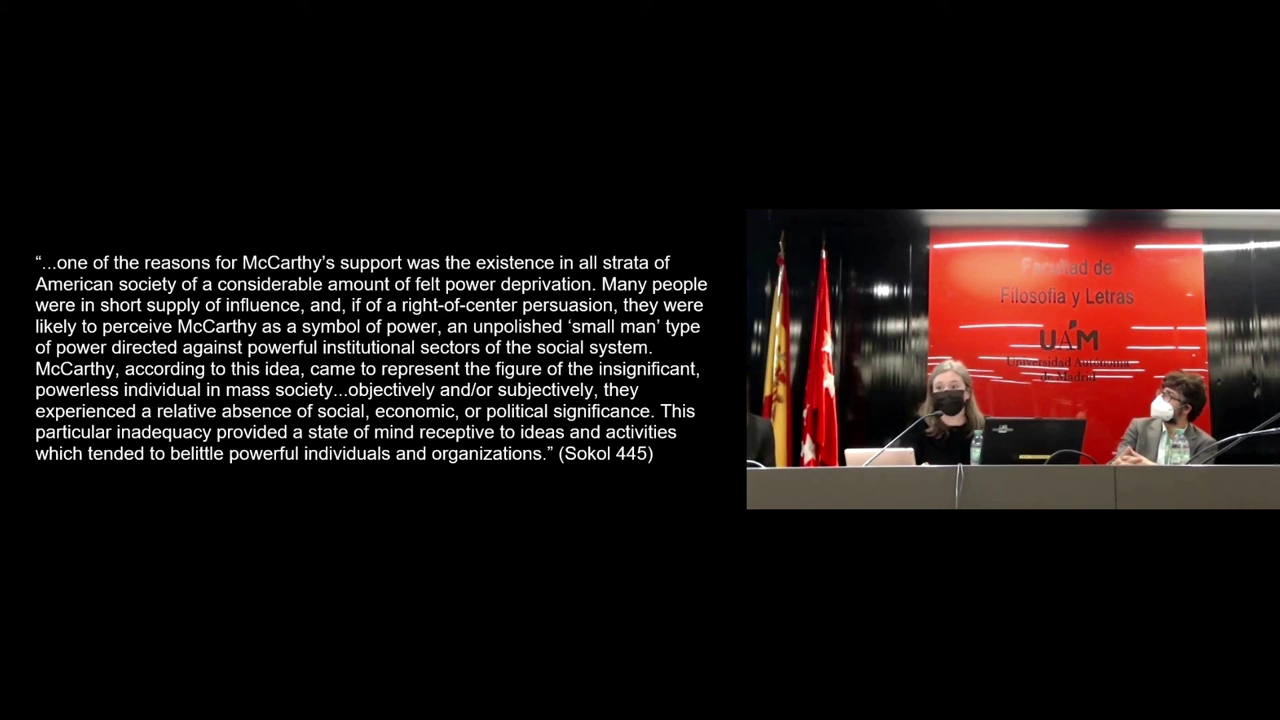 “...one of the reasons for McCarthy’s support was the existence in all strata of
American society of a considerable amount of felt power deprivation. Many people
were in short supply of influence, and, if of a right-of-center persuasion, they were
likely to perceive McCarthy as a symbol of power, an unpolished ‘small man’ type
of power directed against powerful institutional sectors of the social system.
McCarthy, according to this idea, came to represent the figure of the insignificant,
powerless individual in mass society...objectively and/or subjectively, they
experienced a relative absence of social, economic, or political significance. This
particular inadequacy provided a state of mind receptive to ideas and activities
which tended to belittle powerful individuals and organizations.” (Sokol 445)
Facultad de
Filosofía y Letras
UAM
Universidad Autónoma
de Madrid